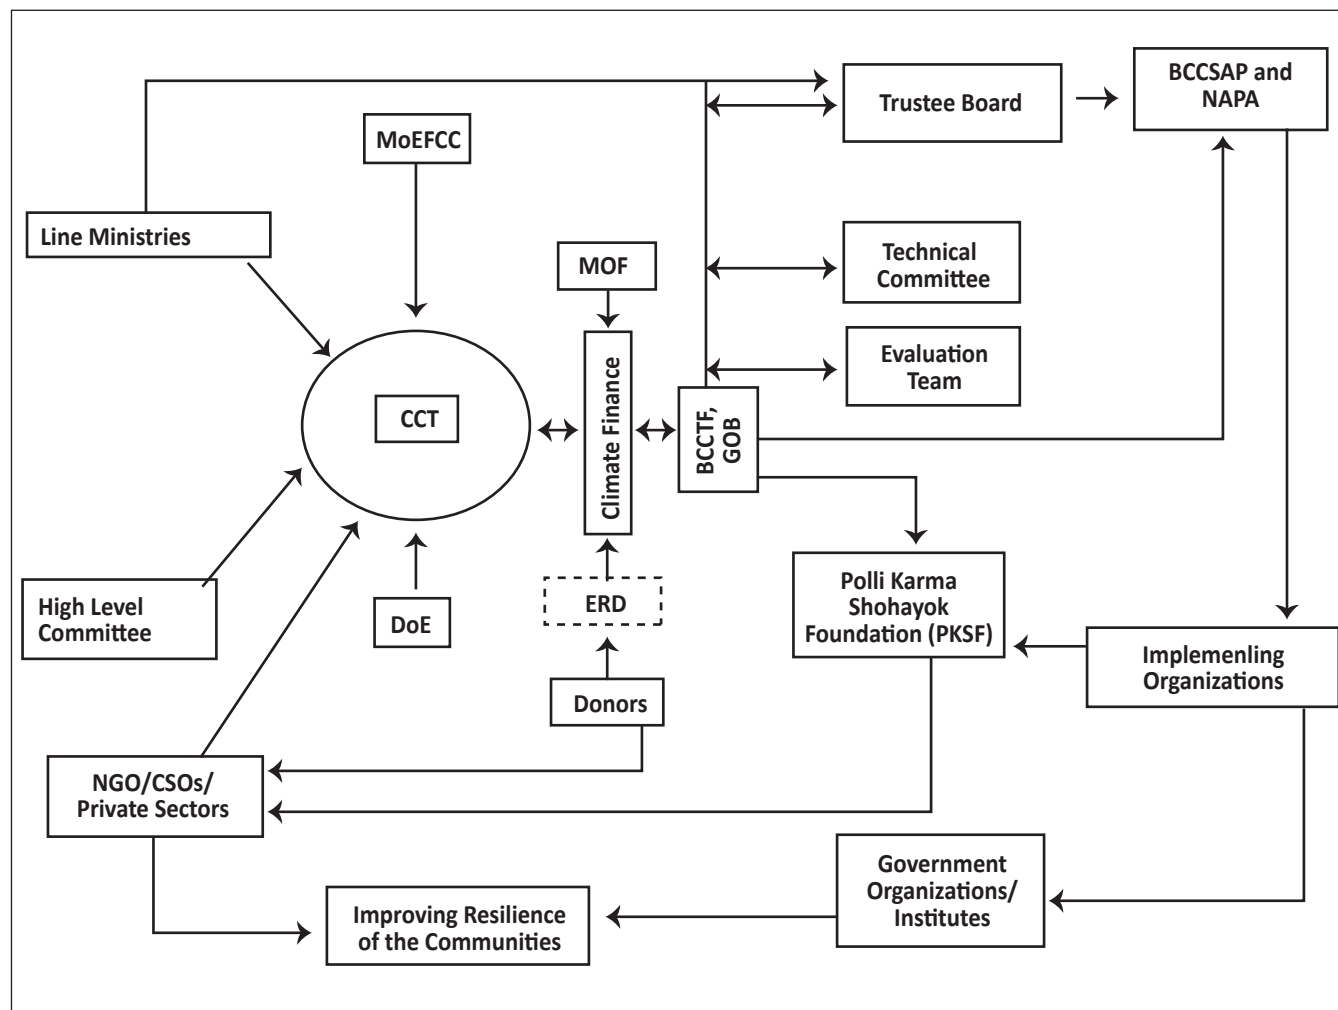 Trustee Board
BCCSAP and
NAPA
MoEFCC
Line Ministries
MOF
Technical
Committee
Evaluation
Team
CCT
Climate Finance
BCCTF,
GOB
High Level
Committee
DoE
ERD
Polli Karma
Shohayok
Foundation (PKSF)
Implemenling
Organizations
Donors
NGO/CSOs/
Private Sectors
Government
Organizations/
Institutes
Improving Resilience
of the Communities